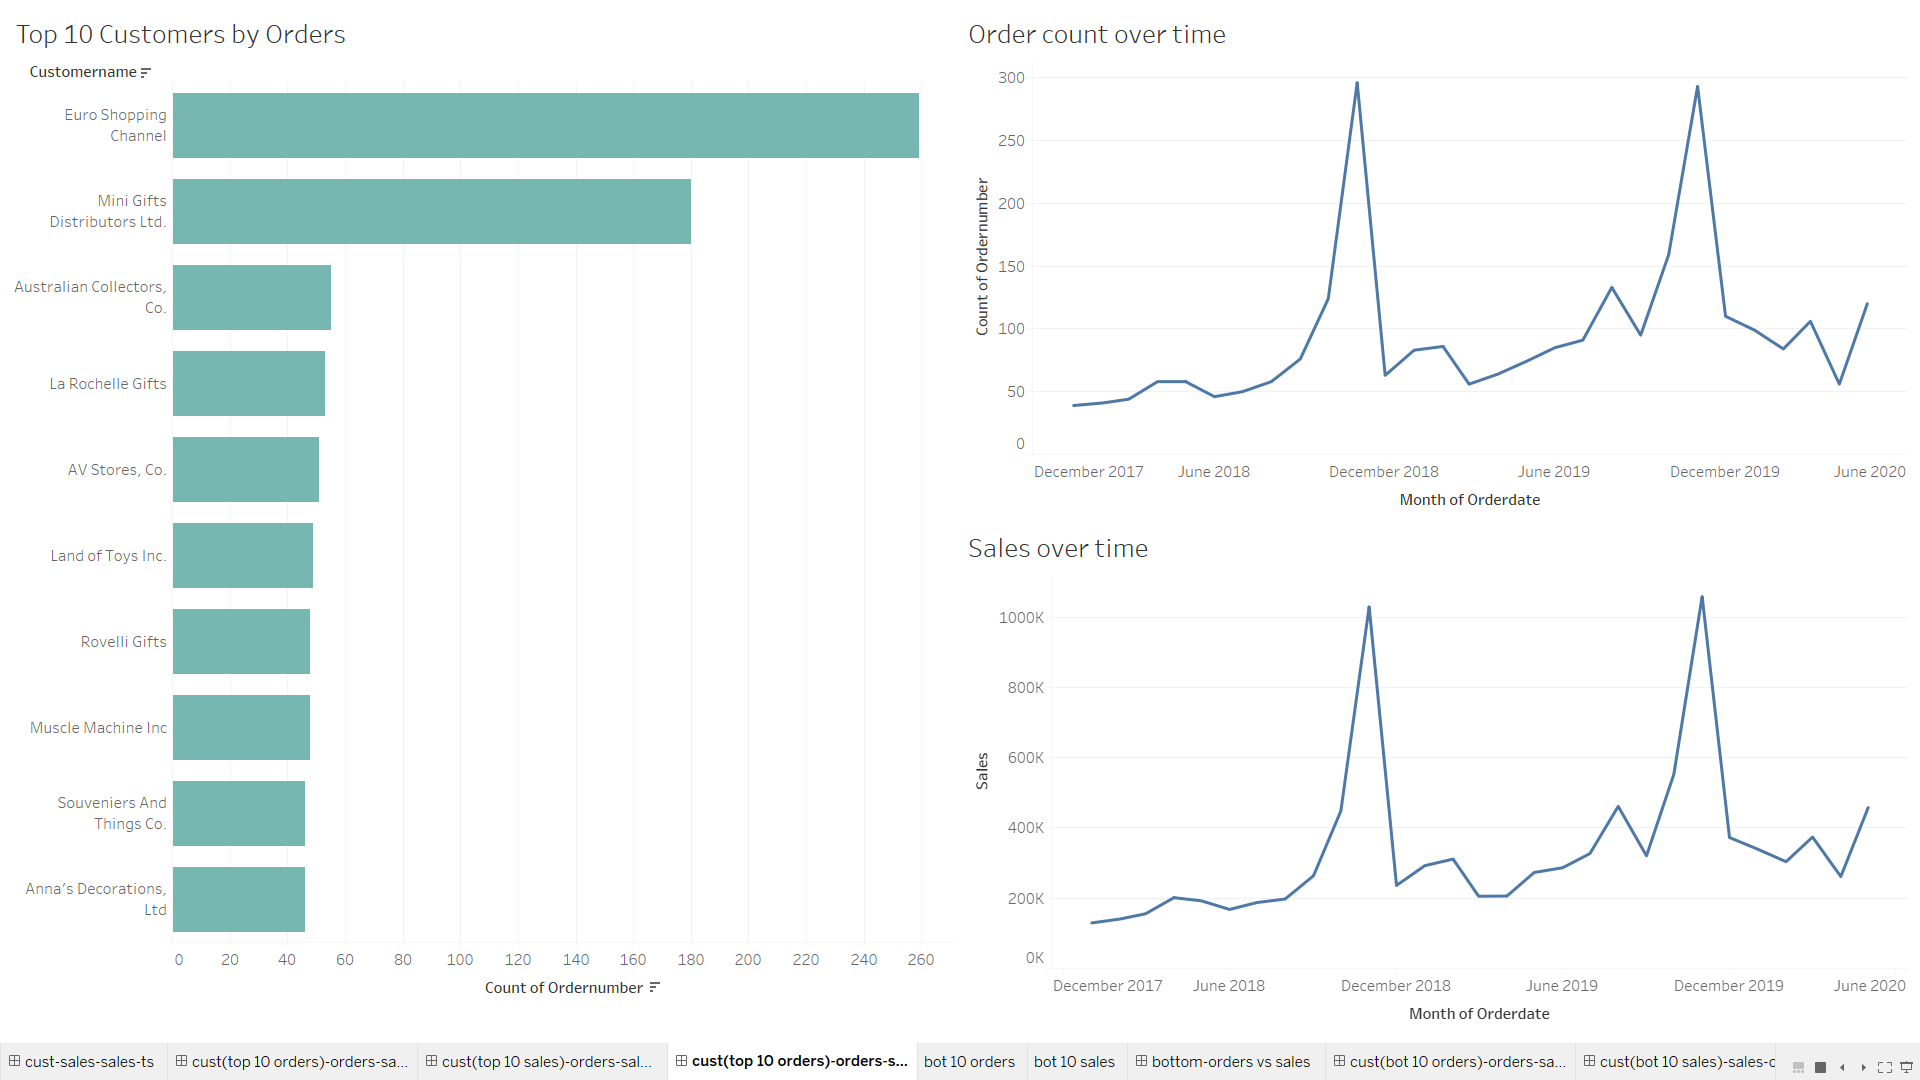 Top 10 Customers by Orders
Customername
Euro Shopping
Channel
Mini Gifts
Distributors Ltd.
Australian Collectors,
Co.
La Rochelle Gifts
AV Stores, Co.
Land of Toys Inc.
Rovelli Gifts
Muscle Machine Inc
Souveniers And
Things Co.
Anna's Decorations,
Ltd
0 20 40 60 80 100 120 140 160 180 200 220 240 260
Count of Ordernumber
Order count over time
300
250
200
150
100
50
0
Count of Ordernumber
December 2017 June 2018 December 2018 June 2019 December 2019 June 2020
Month of Orderdate
Sales over time
1000K
800K
600K
400K
200K
0K
Sales
December 2017 June 2018 December 2018 June 2019 December 2019 June 2020
Month of Orderdate
cust-sales-sales-ts cust(top 10 orders)-orders-sa... cust(top 10 sales)-orders-sal... cust(top 10 orders)-orders-s... bot 10 orders bot 10 sales bottom-orders vs sales cust(bot 10 orders)-orders-sa... cust(bot 10 sales)-sales-c